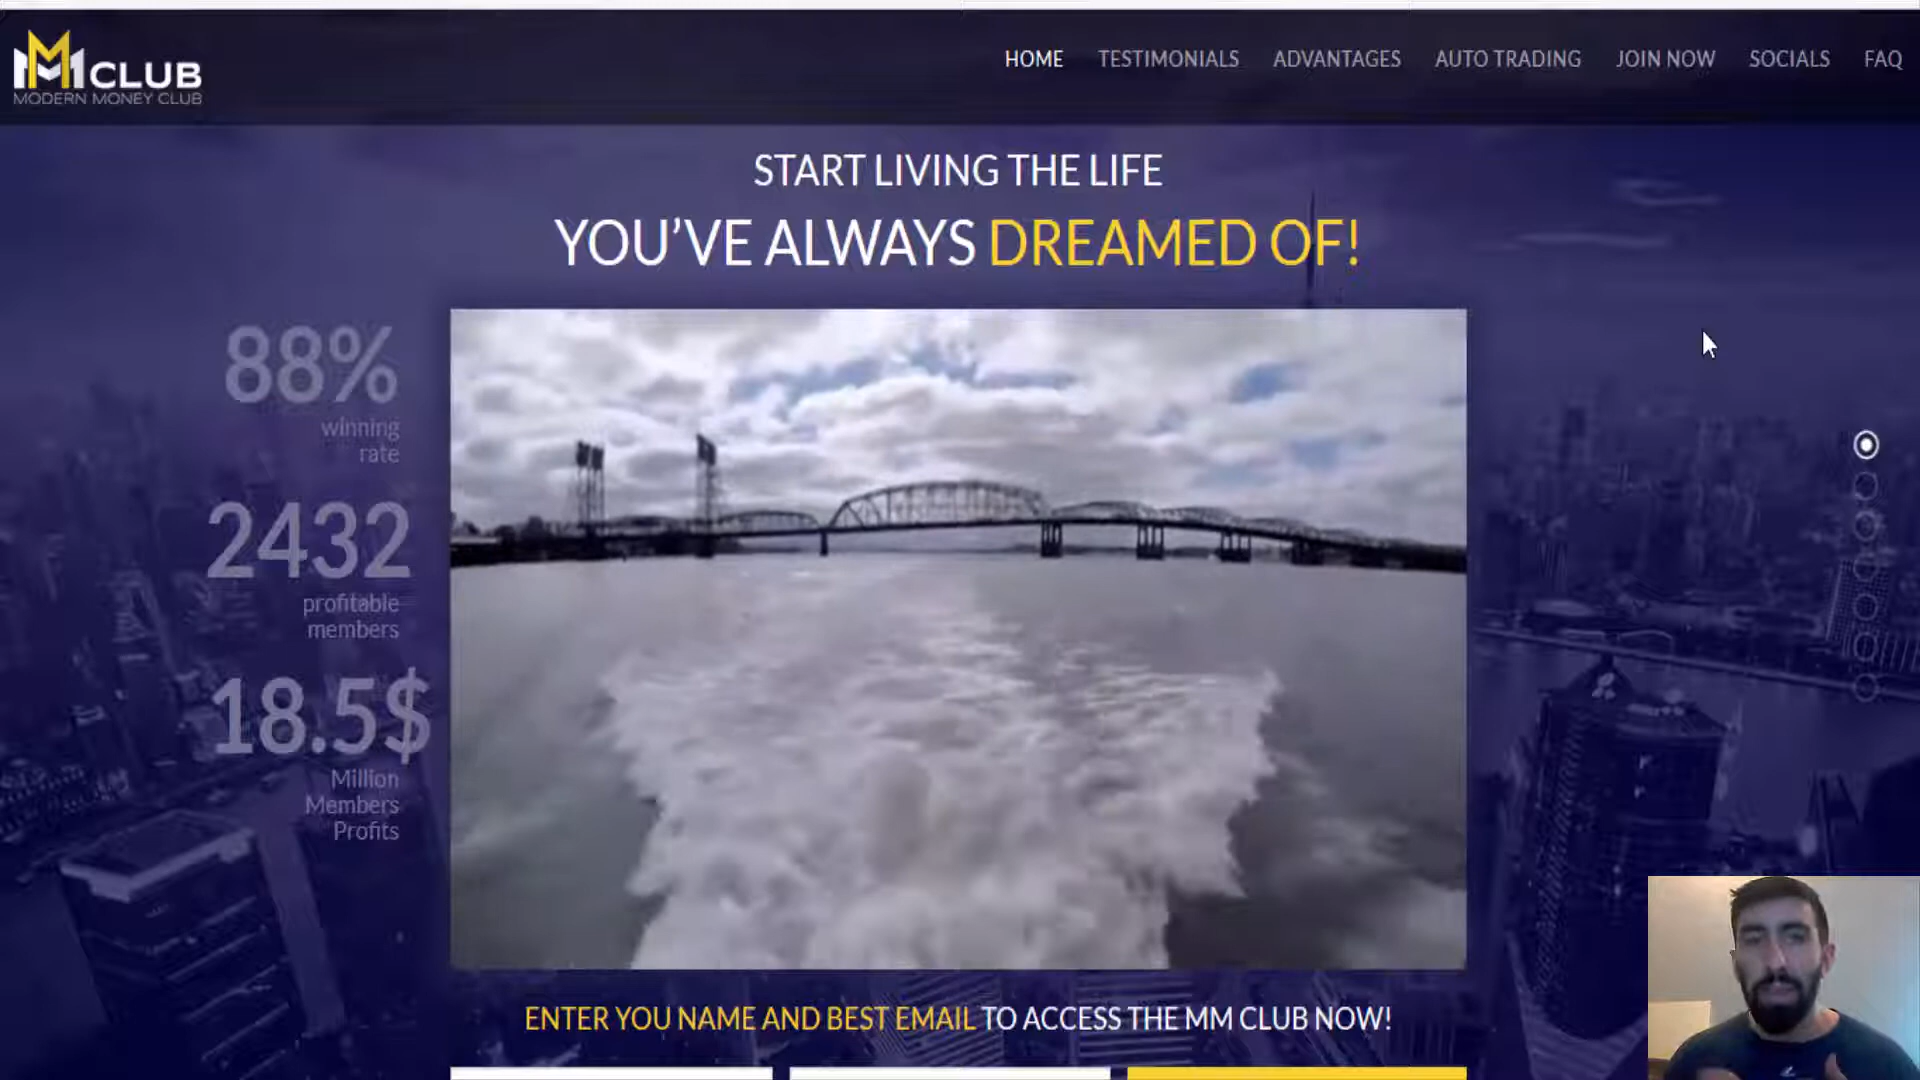 MM CLUB
MODERN MONEY CLUB
HOME TESTIMONIALS ADVANTAGES AUTO TRADING JOIN NOW SOCIALS FAQ
START LIVING THE LIFE
YOU'VE ALWAYS DREAMED OF!
88%
winning
rate
2432
profitable
members
18.5$
Million
Members
Profits
ENTER YOU NAME AND BEST EMAIL TO ACCESS THE MM CLUB NOW!